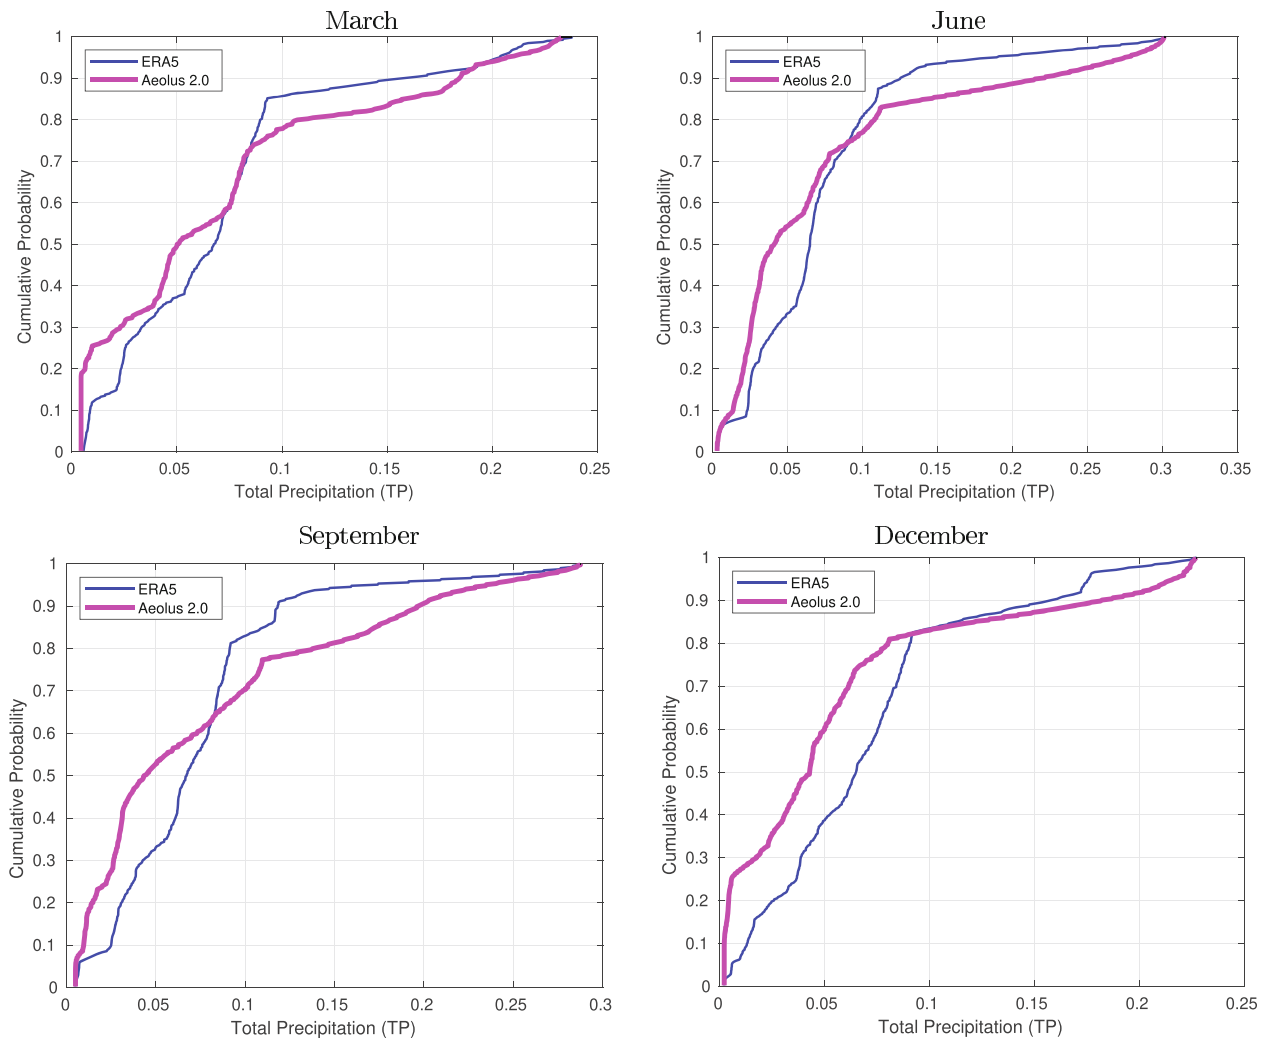 March
1
0.9
0.8
0.7
0.6
0.5
0.4
0.3
0.2
0.1
0
Cumulative Probability
ERA5
Aeolus 2.0
0 0.05 0.1 0.15 0.2 0.25
Total Precipitation (TP)
June
1
0.9
0.8
0.7
0.6
0.5
0.4
0.3
0.2
0.1
0
Cumulative Probability
ERA5
Aeolus 2.0
0 0.05 0.1 0.15 0.2 0.25 0.3 0.35
Total Precipitation (TP)
September
1
0.9
0.8
0.7
0.6
0.5
0.4
0.3
0.2
0.1
0
Cumulative Probability
ERA5
Aeolus 2.0
0 0.05 0.1 0.15 0.2 0.25 0.3
Total Precipitation (TP)
December
1
0.9
0.8
0.7
0.6
0.5
0.4
0.3
0.2
0.1
0
Cumulative Probability
ERA5
Aeolus 2.0
0 0.05 0.1 0.15 0.2 0.25
Total Precipitation (TP)